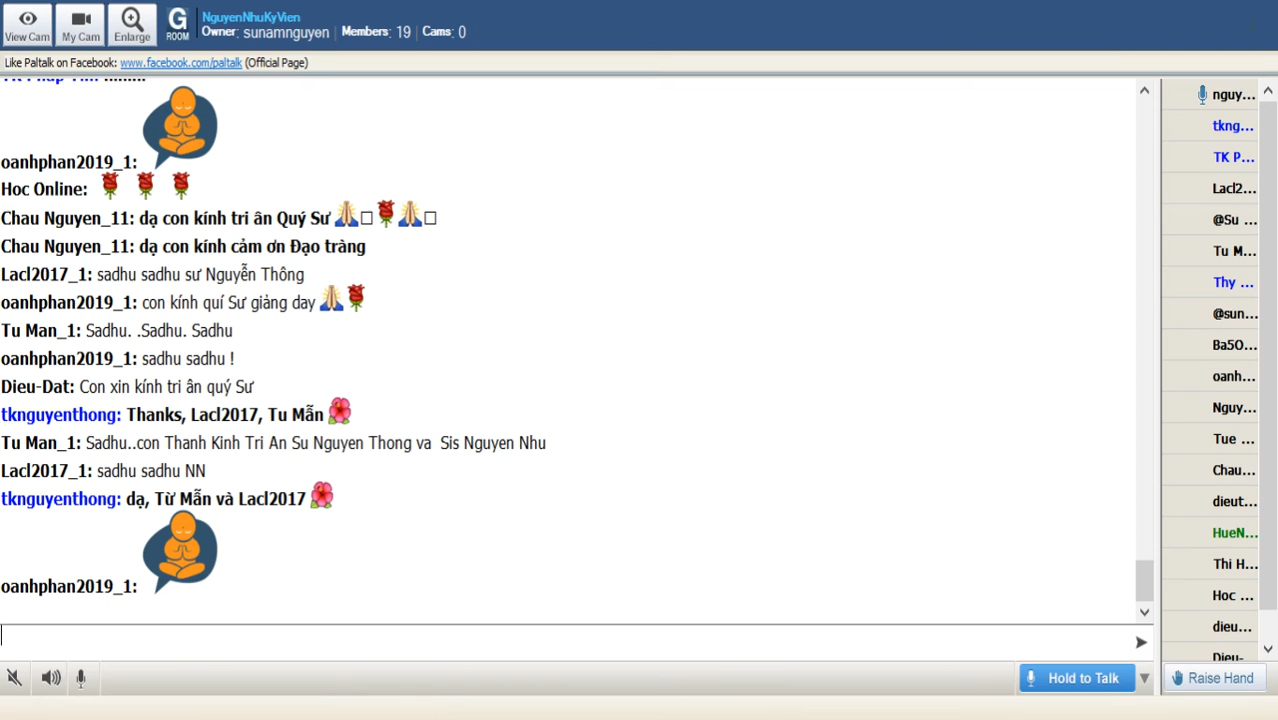 View Cam
My Cam
Enlarge
G
ROOM
NguyenNhuKyVien
Owner: sunamnguyen | Members: 19 | Cams: 0
Like Paltalk on Facebook: www.facebook.com/paltalk (Official Page)
oanhphan2019_1:
Hoc Online:
Chau Nguyen_11: dạ con kính tri ân Quý Sư
Chau Nguyen_11: dạ con kính cảm ơn Đạo tràng
Lacl2017_1: sadhu sadhu sư Nguyễn Thông
oanhphan2019_1: con kính quí Sư giảng day
Tu Man_1: Sadhu. .Sadhu. Sadhu
oanhphan2019_1: sadhu sadhu !
Dieu-Dat: Con xin kính tri ân quý Sư
tknguyenthong: Thanks, Lacl2017, Tu Mẫn
Tu Man_1: Sadhu..con Thanh Kinh Tri An Su Nguyen Thong va Sis Nguyen Nhu
Lacl2017_1: sadhu sadhu NN
tknguyenthong: dạ, Từ Mẫn và Lacl2017
oanhphan2019_1:
nguy...
tkng...
TK P...
Lacl2...
@Su ...
Tu M...
Thy ...
@sun...
Ba5O...
oanh...
Nguy...
Tue ...
Chau...
dieut...
HueN...
Thi H...
Hoc ...
dieu...
Dieu-
Hold to Talk
Raise Hand